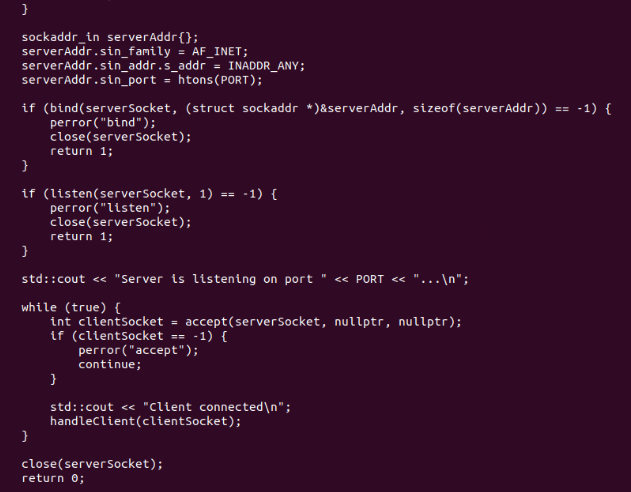 }
sockaddr_in serverAddr{};
serverAddr.sin_family = AF_INET;
serverAddr.sin_addr.s_addr = INADDR_ANY;
serverAddr.sin_port = htons(PORT);

if (bind(serverSocket, (struct sockaddr *)&serverAddr, sizeof(serverAddr)) == -1) {
    perror("bind");
    close(serverSocket);
    return 1;
}

if (listen(serverSocket, 1) == -1) {
    perror("listen");
    close(serverSocket);
    return 1;
}

std::cout << "Server is listening on port " << PORT << "...\n";

while (true) {
    int clientSocket = accept(serverSocket, nullptr, nullptr);
    if (clientSocket == -1) {
        perror("accept");
        continue;
    }

    std::cout << "Client connected\n";
    handleClient(clientSocket);
}

close(serverSocket);
return 0;